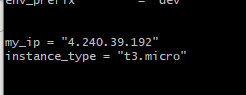 env_prefix = "dev"
my_ip = "4.240.39.192"
instance_type = "t3.micro"